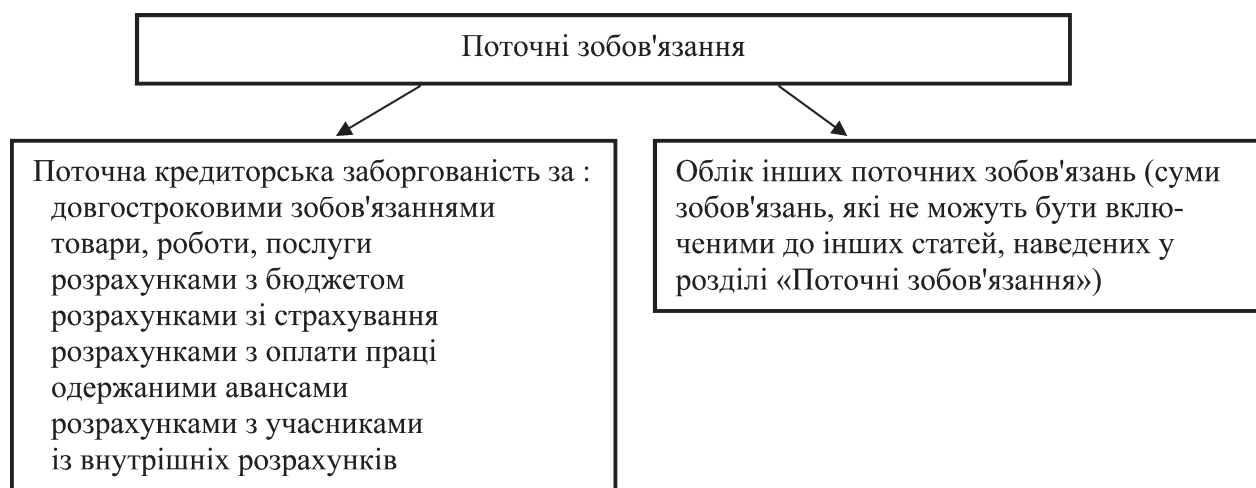 Поточні зобов'язання
Поточна кредиторська заборгованість за :
довгостроковими зобов'язаннями
товари, роботи, послуги
розрахунками з бюджетом
розрахунками зі страхування
розрахунками з оплати праці
одержаними авансами
розрахунками з учасниками
із внутрішніх розрахунків
Облік інших поточних зобов'язань (суми
зобов'язань, які не можуть бути вклю-
ченими до інших статей, наведених у
розділі «Поточні зобов'язання»)